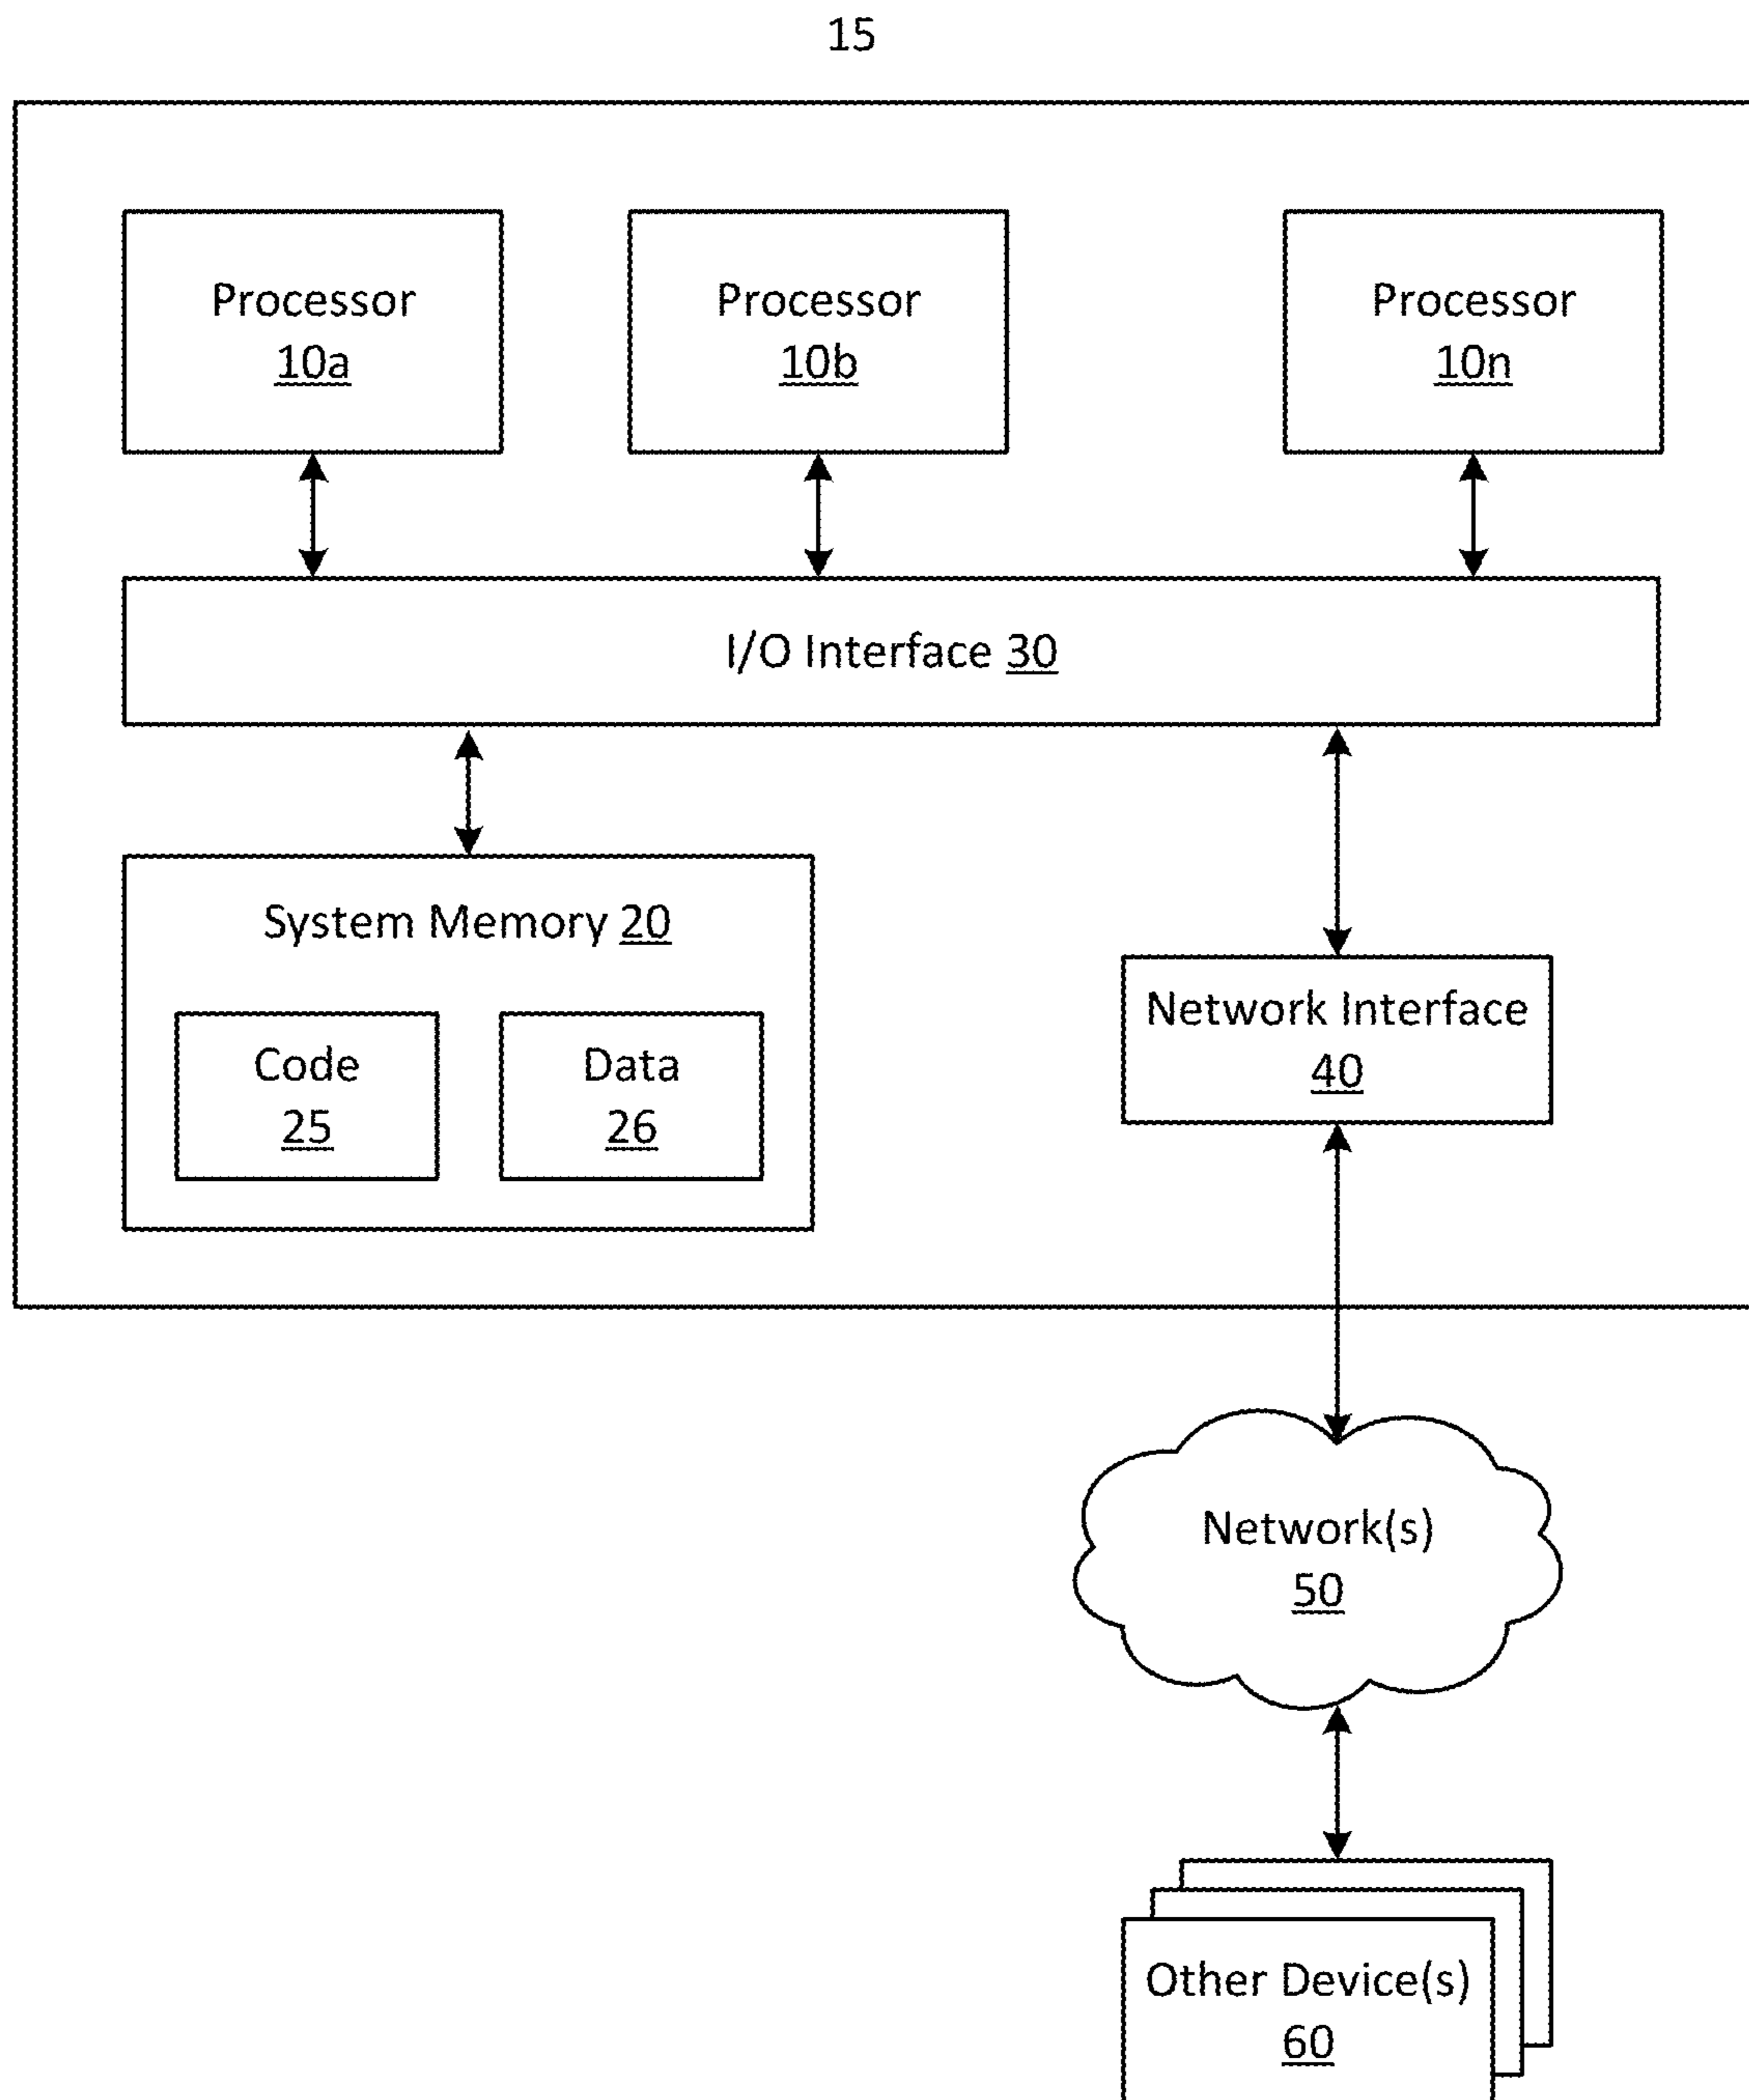 15
Processor
10a
Processor
10b
Processor
10n
I/O Interface 30
System Memory 20
Code
25
Data
26
Network Interface
40
Network(s)
50
Other Device(s)
60